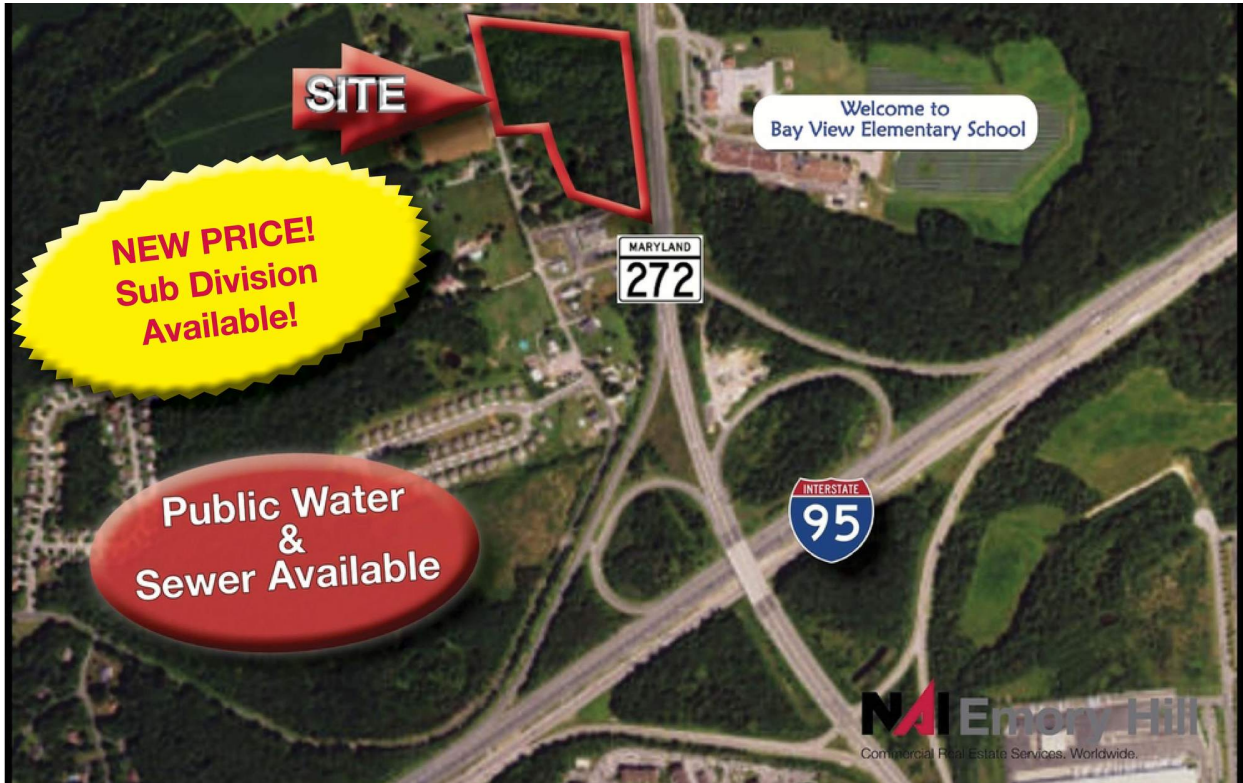 SITE
Welcome to
Bay View Elementary School
NEW PRICE!
Sub Division
Available!
MARYLAND
272
Public Water
&
Sewer Available
INTERSTATE
95
NAI Emory Hill
Commercial Real Estate Services, Worldwide.